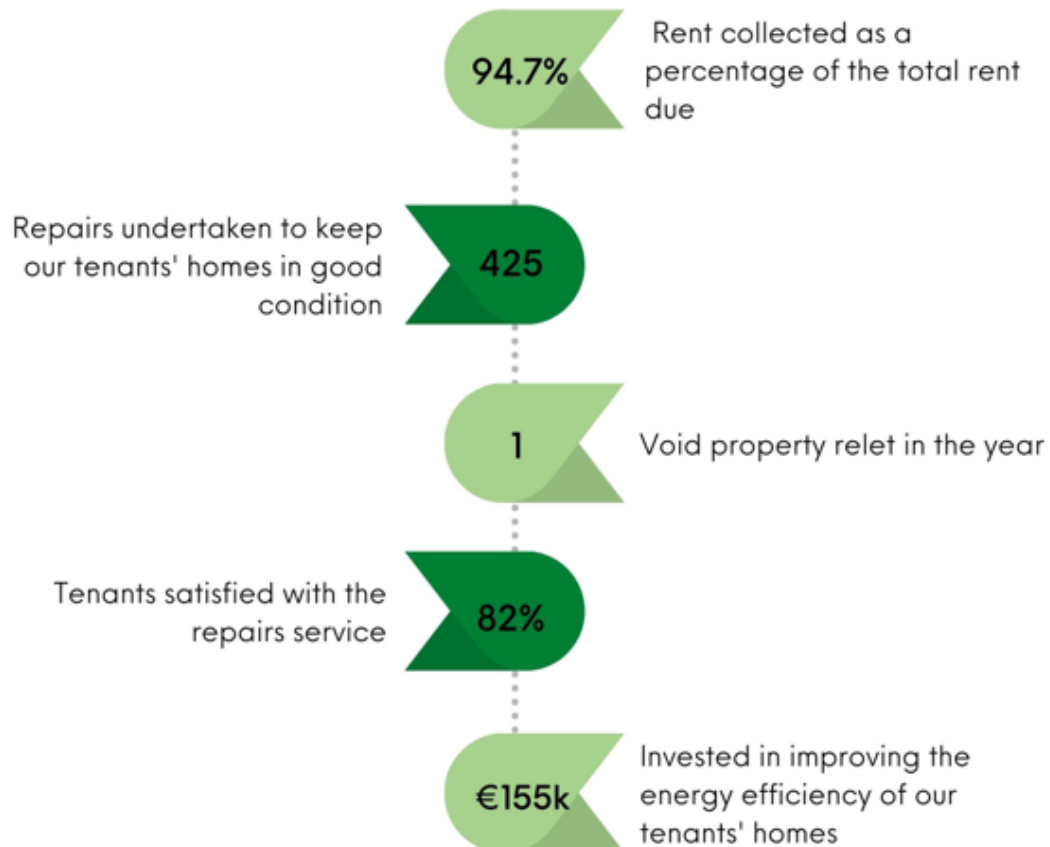 94.7%
Rent collected as a
percentage of the total rent
due
Repairs undertaken to keep
our tenants' homes in good
condition
425
1
Void property relet in the year
Tenants satisfied with the
repairs service
82%
€155k
Invested in improving the
energy efficiency of our
tenants' homes